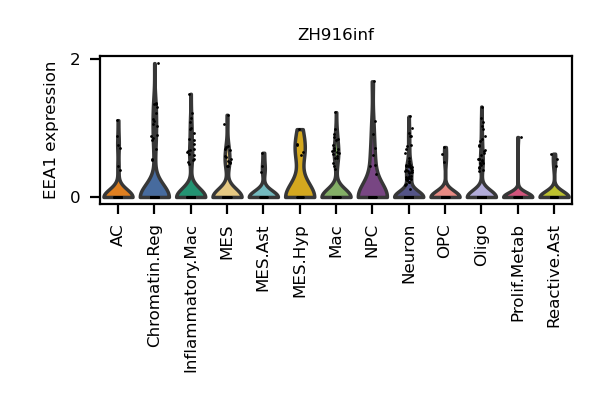 ZH916inf
EEA1 expression
2
0
AC
Chromatin.Reg
Inflammatory.Mac
MES
MES.Ast
MES.Hyp
Mac
NPC
Neuron
OPC
Oligo
Prolif.Metab
Reactive.Ast